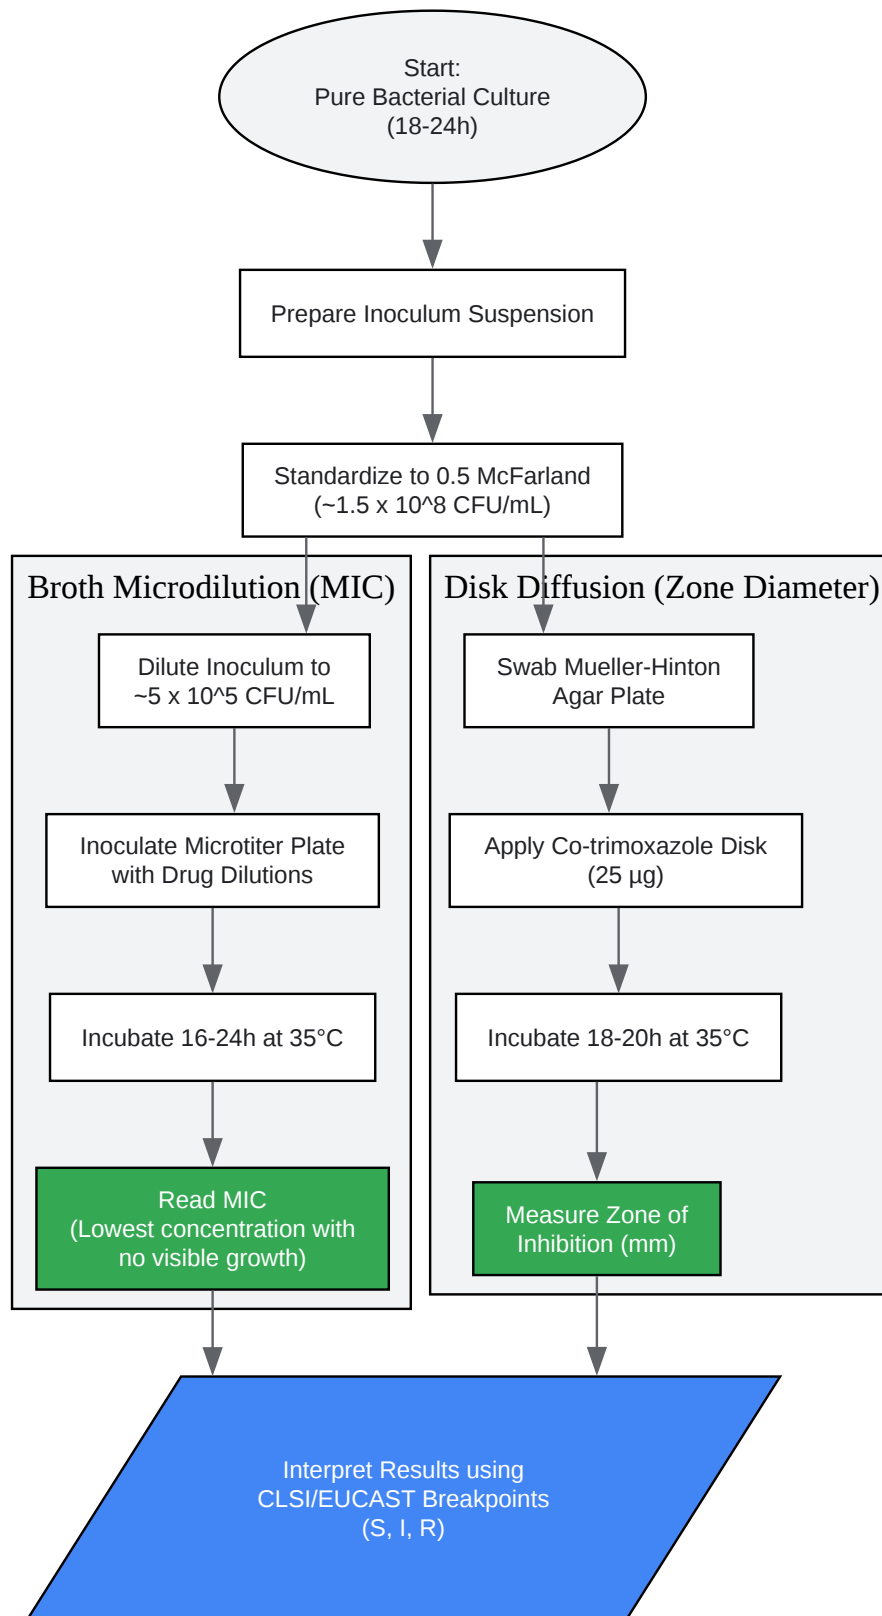 Start:
Pure Bacterial Culture
(18-24h)
Prepare Inoculum Suspension
Standardize to 0.5 McFarland
(~1.5 x 10^8 CFU/mL)
Broth Microdilution (MIC)
Dilute Inoculum to
~5 x 10^5 CFU/mL
Inoculate Microtiter Plate
with Drug Dilutions
Incubate 16-24h at 35°C
Read MIC
(Lowest concentration with
no visible growth)
Disk Diffusion (Zone Diameter)
Swab Mueller-Hinton
Agar Plate
Apply Co-trimoxazole Disk
(25 µg)
Incubate 18-20h at 35°C
Measure Zone of
Inhibition (mm)
Interpret Results using
CLSI/EUCAST Breakpoints
(S, I, R)